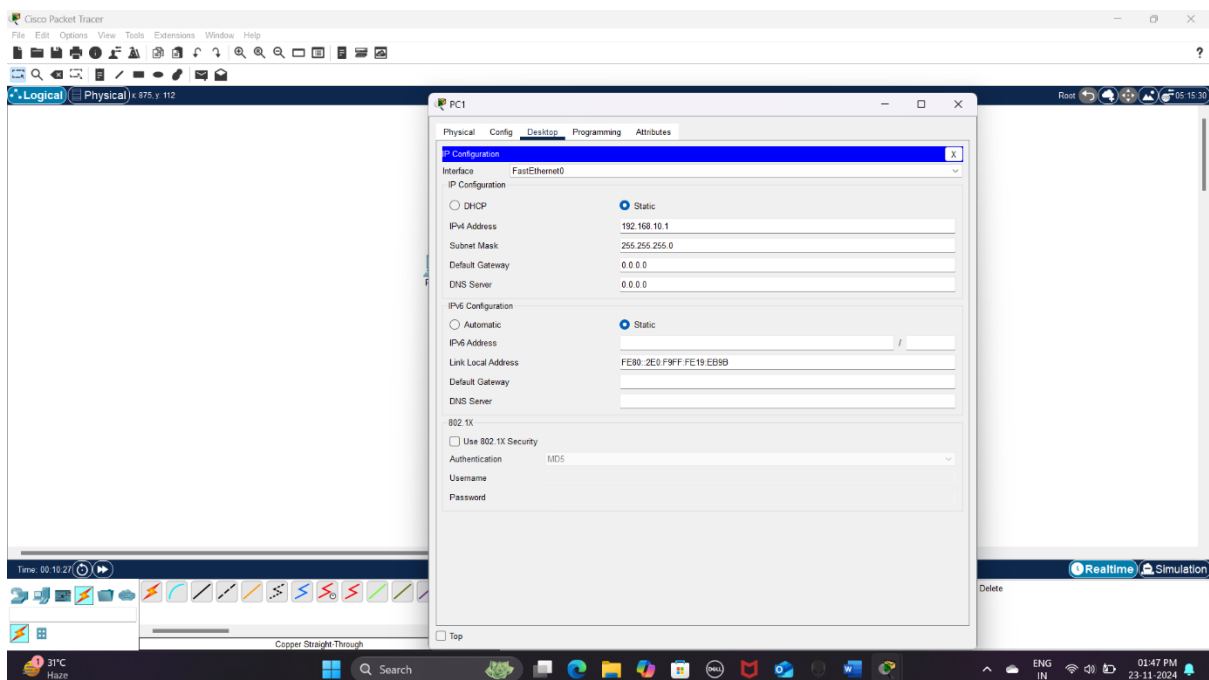 Cisco Packet Tracer
File Edit Options View Tools Extensions Window Help
?
Logical Physical x: 875, y: 112
Root 05:15:30
PC1
Physical Config Desktop Programming Attributes
IP Configuration X
Interface FastEthernet0
IP Configuration
DHCP Static
IPv4 Address 192.168.10.1
Subnet Mask 255.255.255.0
Default Gateway 0.0.0.0
DNS Server 0.0.0.0
IPv6 Configuration
Automatic Static
IPv6 Address /
Link Local Address FE80::2E0:F9FF:FE19:EB9B
Default Gateway
DNS Server
802.1X
Use 802.1X Security
Authentication MD5
Username
Password
Time: 00:10:27
Realtime Simulation
Delete
Copper Straight-Through
Top
1 31°C
Haze
Search
DELL
W
ENG
IN
01:47 PM
23-11-2024